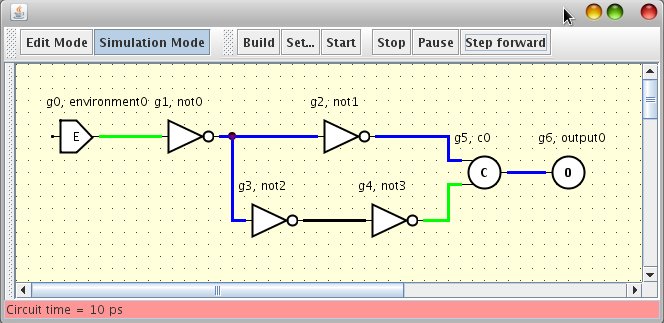 Edit Mode Simulation Mode Build Set... Start Stop Pause Step forward
g0, environment0 g1, not0 g2, not1
E
g5, c0 g6, output0
C O
g3, not2 g4, not3
Circuit time = 10 ps